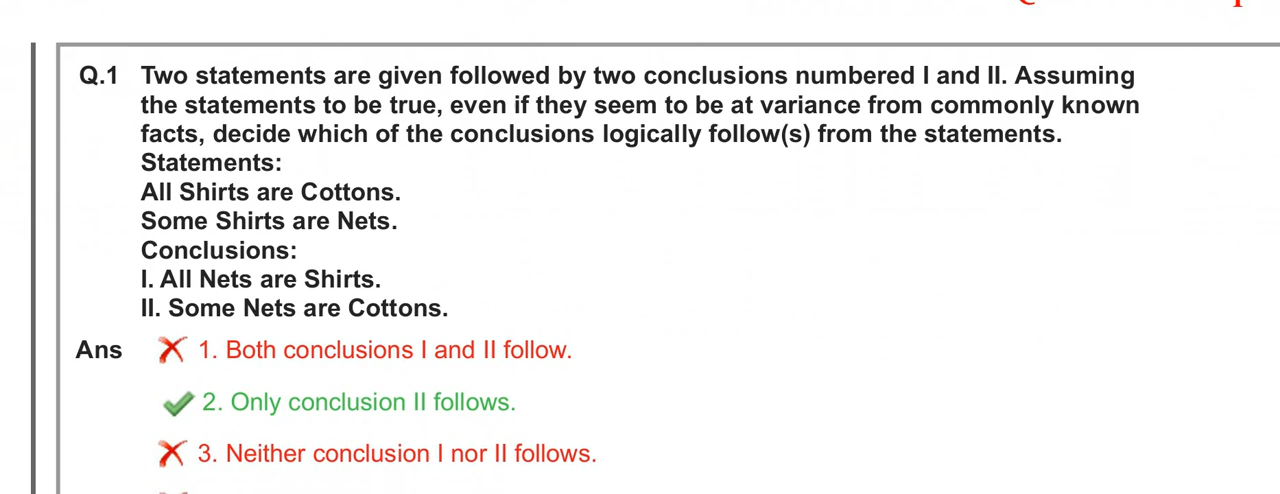 Q.1 Two statements are given followed by two conclusions numbered I and II. Assuming
the statements to be true, even if they seem to be at variance from commonly known
facts, decide which of the conclusions logically follow(s) from the statements.
Statements:
All Shirts are Cottons.
Some Shirts are Nets.
Conclusions:
I. All Nets are Shirts.
II. Some Nets are Cottons.
Ans 1. Both conclusions I and II follow.
2. Only conclusion II follows.
3. Neither conclusion I nor II follows.